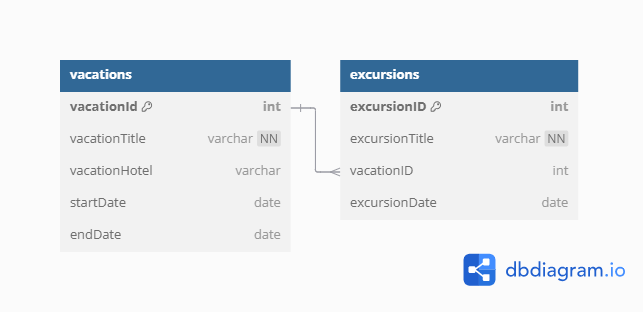 vacations
vacationId int
vacationTitle varchar NN
vacationHotel varchar
startDate date
endDate date
excursions
excursionID int
excursionTitle varchar NN
vacationID int
excursionDate date
dbdiagram.io